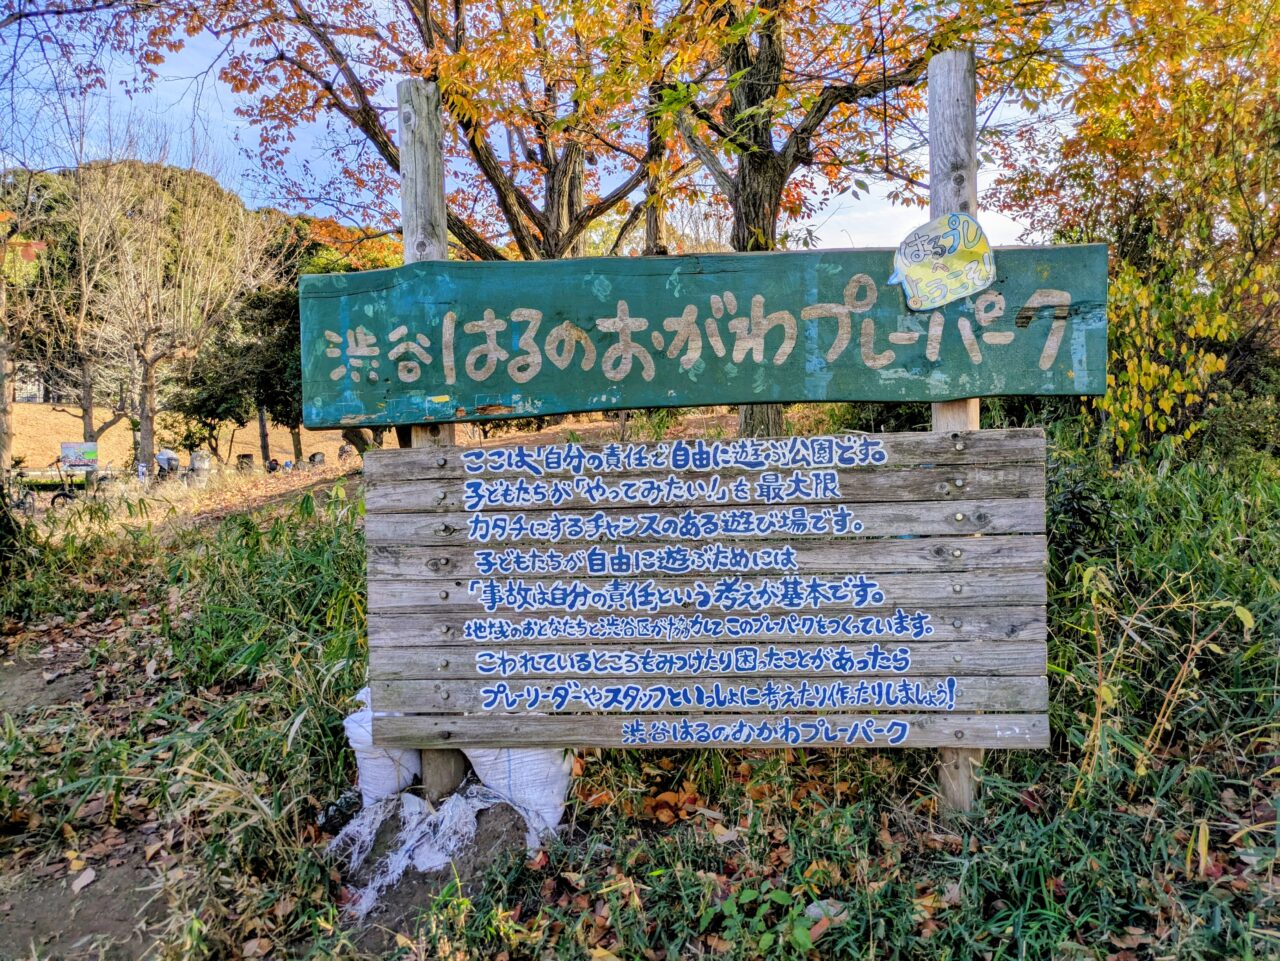 はるプレ
へ
ようこそ!
渋谷はるのおがわプレーパーク
ここは「自分の責任で自由に遊ぶ」公園です。
子どもたちが「やってみたい!」を最大限
カタチにするチャンスのある遊び場です。
子どもたちが自由に遊ぶためには
「事故は自分の責任」という考えが基本です。
地域のおとなたちと渋谷区が協力してこのプレーパークをつくっています。
こわれているところをみつけたり困ったことがあったら
プレーリーダーやスタッフといっしょに考えたり作ったりしましょう!
渋谷はるのおがわプレーパーク